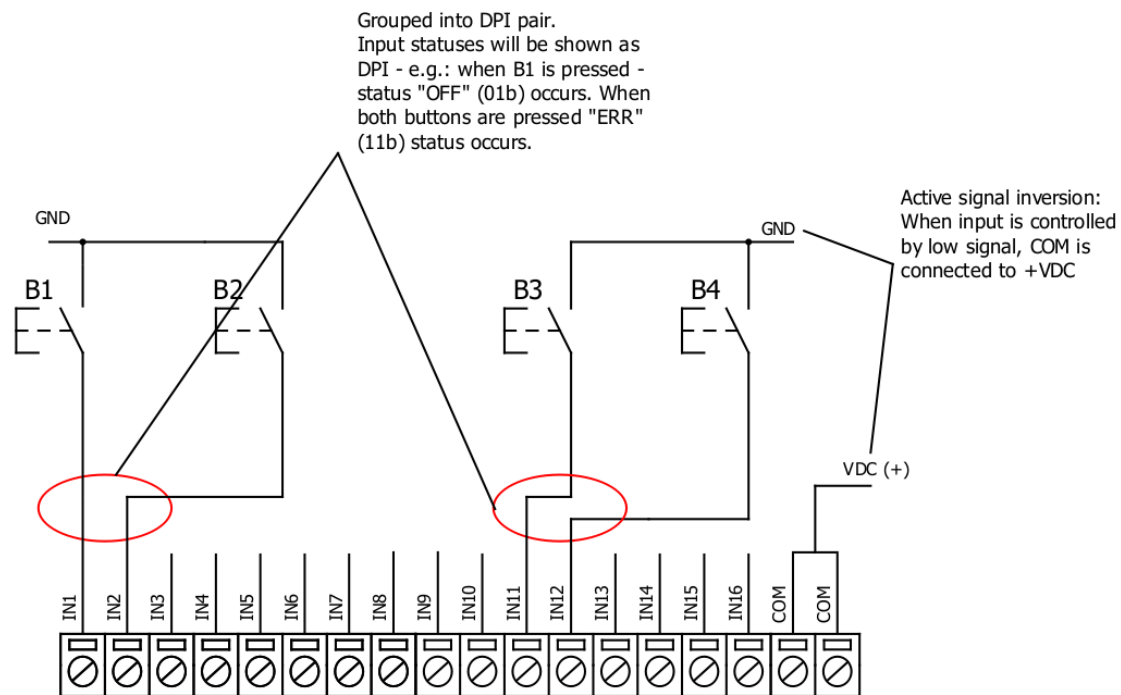 Grouped into DPI pair.
Input statuses will be shown as
DPI - e.g.: when B1 is pressed -
status "OFF" (01b) occurs. When
both buttons are pressed "ERR"
(11b) status occurs.
Active signal inversion:
When input is controlled
by low signal, COM is
connected to +VDC
GND
GND
B1
B2
B3
B4
VDC (+)
IN1
IN2
IN3
IN4
IN5
IN6
IN7
IN8
IN9
IN10
IN11
IN12
IN13
IN14
IN15
IN16
COM
COM